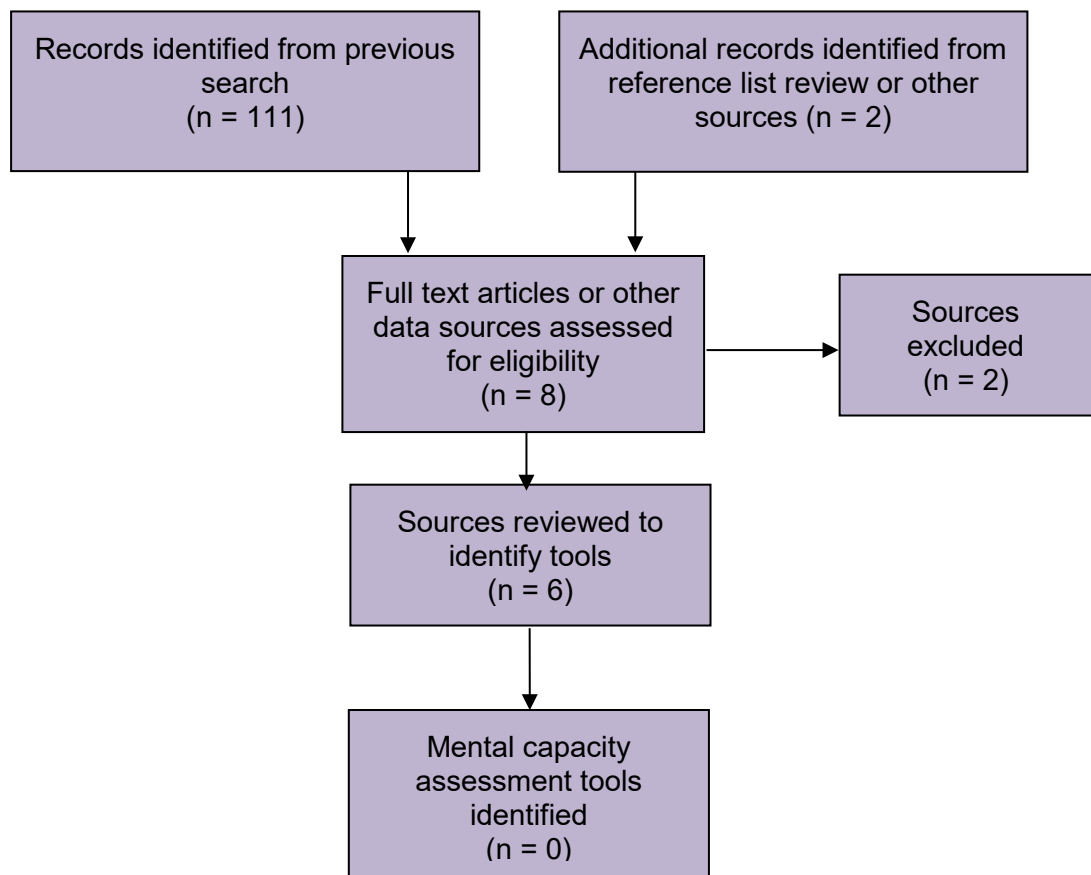 Records identified from previous
search
(n = 111)
Additional records identified from
reference list review or other
sources (n = 2)
Full text articles or other
data sources assessed
for eligibility
(n = 8)
Sources
excluded
(n = 2)
Sources reviewed to
identify tools
(n = 6)
Mental capacity
assessment tools
identified
(n = 0)